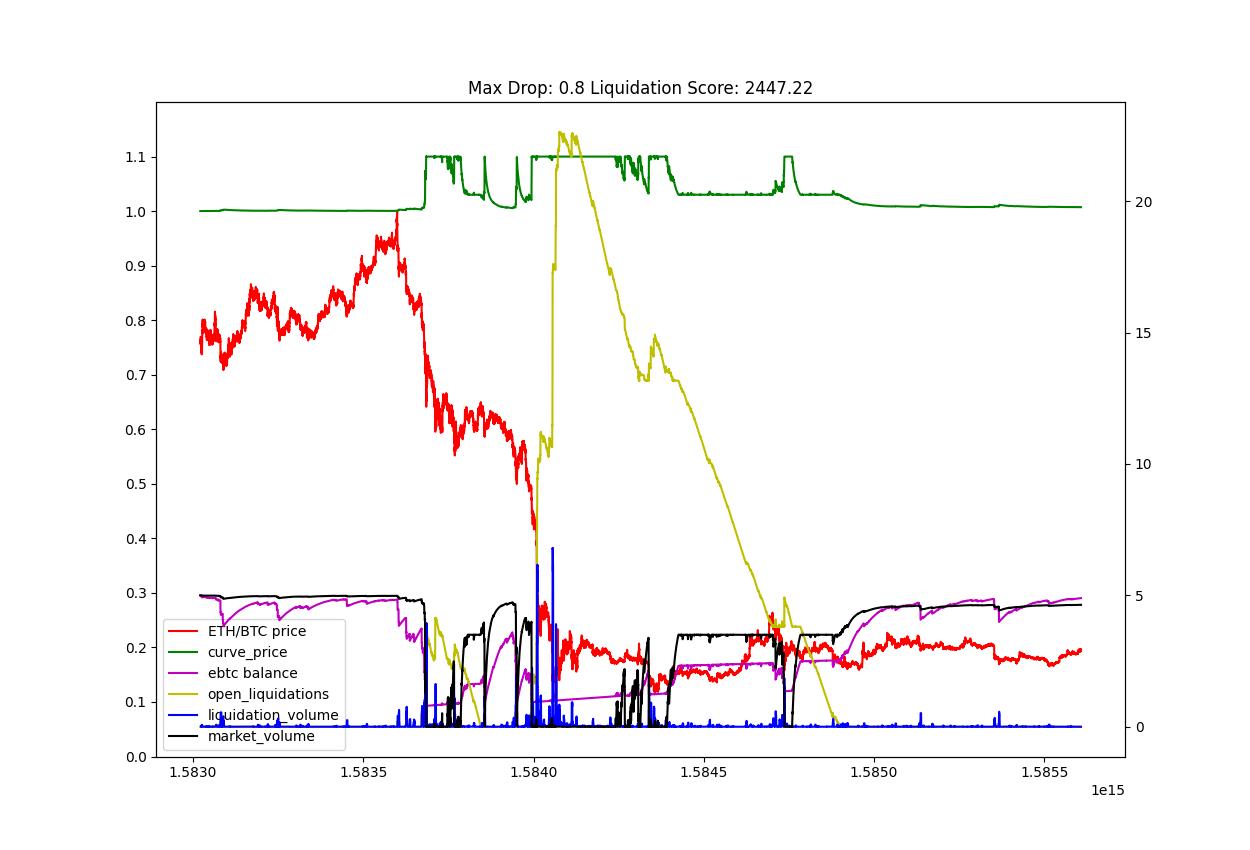 Max Drop: 0.8 Liquidation Score: 2447.22
1.1
1.0
0.9
0.8
0.7
0.6
0.5
0.4
0.3
0.2
0.1
0.0
20
15
10
5
0
ETH/BTC price
curve_price
ebtc balance
open_liquidations
liquidation_volume
market_volume
1.5830
1.5835
1.5840
1.5845
1.5850
1.5855
1e15